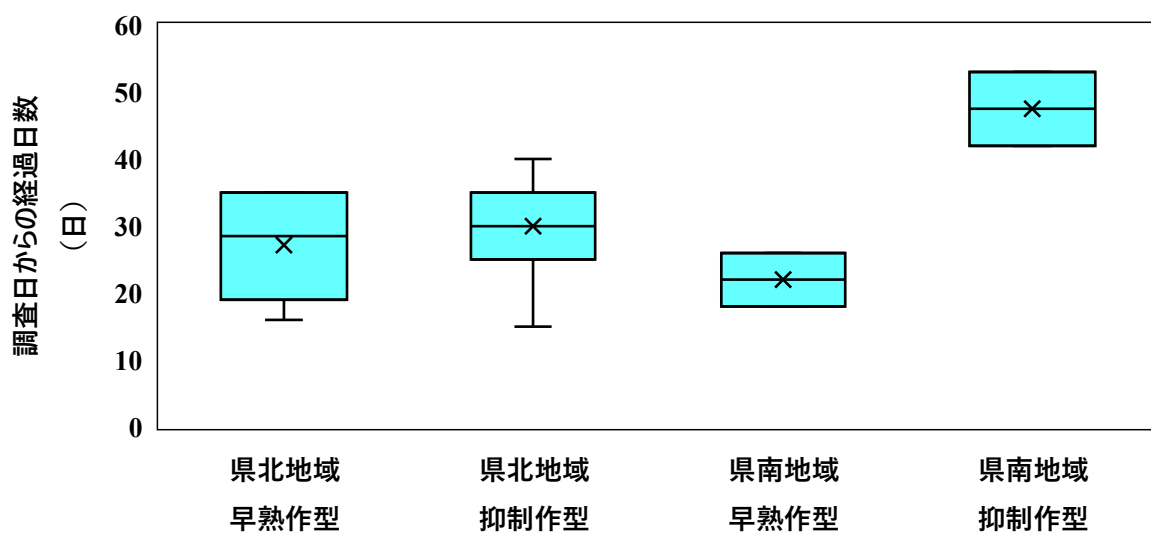 調査日からの経過日数
(日)
60
50
40
30
20
10
0
県北地域
早熟作型
県北地域
抑制作型
県南地域
早熟作型
県南地域
抑制作型